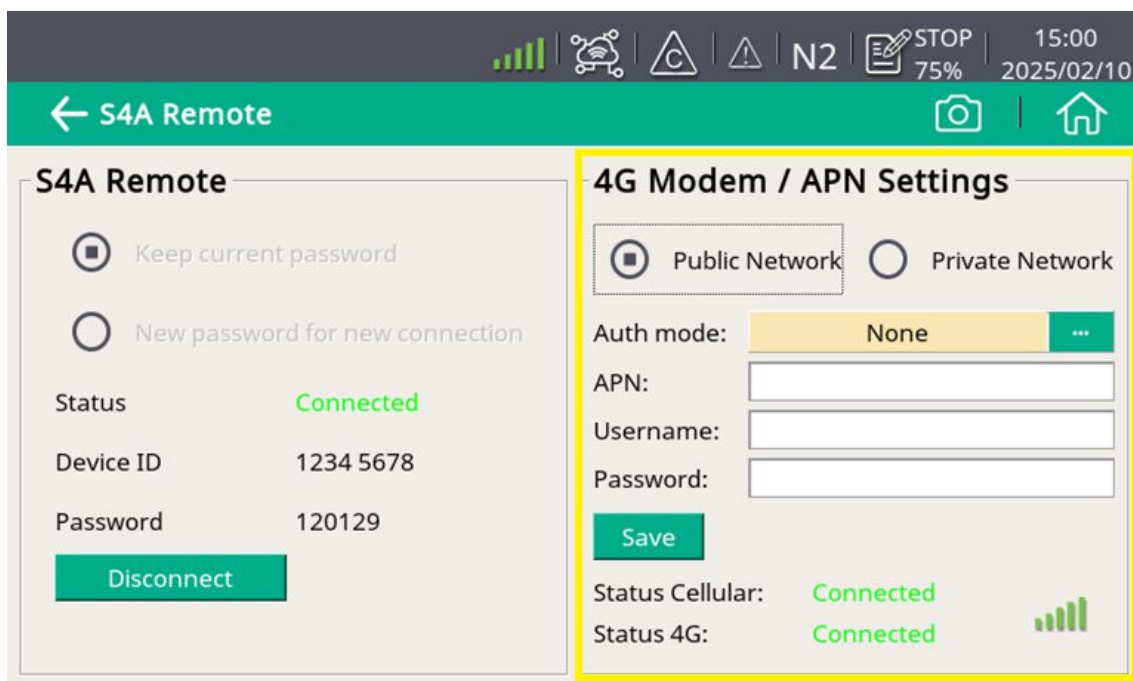 N2 STOP 15:00
75% 2025/02/10
S4A Remote
S4A Remote
Keep current password
New password for new connection
Status Connected
Device ID 1234 5678
Password 120129
Disconnect
4G Modem / APN Settings
Public Network Private Network
Auth mode: None ...
APN:
Username:
Password:
Save
Status Cellular: Connected
Status 4G: Connected